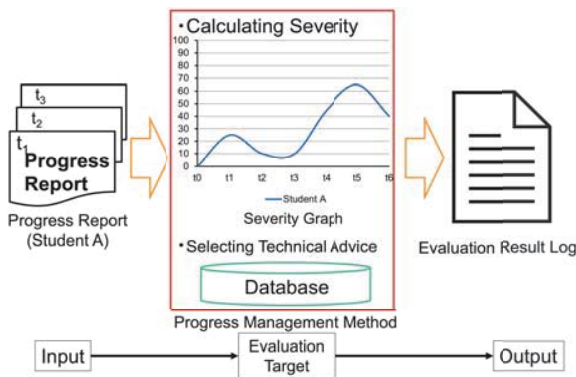 ・Calculating Severity
100
90
80
70
60
50
40
30
20
10
0
t0 t1 t2 t3 t4 t5 t6
Student A
Severity Graph
t3
t2
t1
Progress
Report
Progress Report
(Student A)
・Selecting Technical Advice
Database
Progress Management Method
Evaluation Result Log
Input
Evaluation
Target
Output